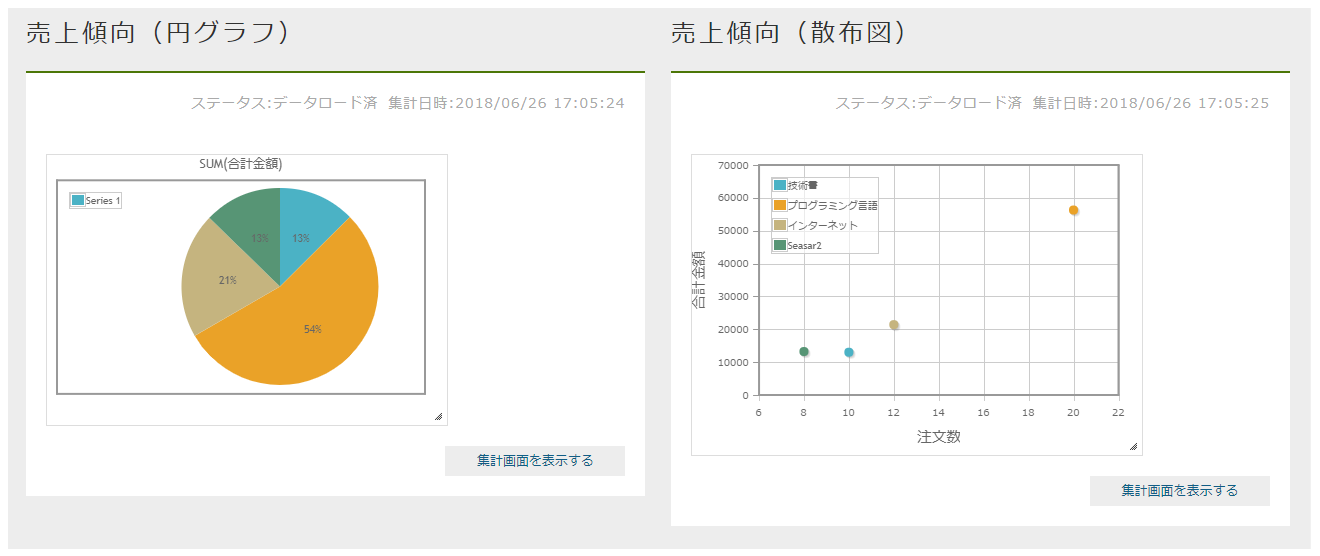 売上傾向（円グラフ）
ステータス:データロード済 集計日時:2018/06/26 17:05:24
SUM(合計金額)
Series 1
13%
13%
21%
54%
集計画面を表示する
売上傾向（散布図）
ステータス:データロード済 集計日時:2018/06/26 17:05:25
70000
60000
50000
40000
30000
20000
10000
0
合計金額
技術書
プログラミング言語
インターネット
Seasar2
6 8 10 12 14 16 18 20 22
注文数
集計画面を表示する